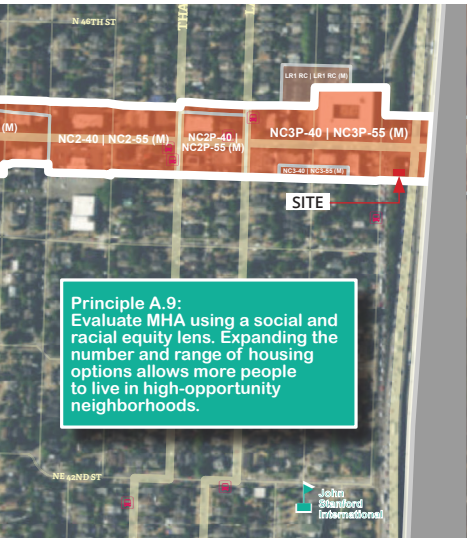 N 46TH ST
THA
LR1 RC | LR1 RC (M)
(M)
NC2-40 | NC2-55 (M)
NC2P-40 |
NC2P-55 (M)
NC3P-40 | NC3P-55 (M)
NC3-40 | NC3-55 (M)
SITE
Principle A.9:
Evaluate MHA using a social and
racial equity lens. Expanding the
number and range of housing
options allows more people
to live in high-opportunity
neighborhoods.
NE 42ND ST
John
Stanford
International